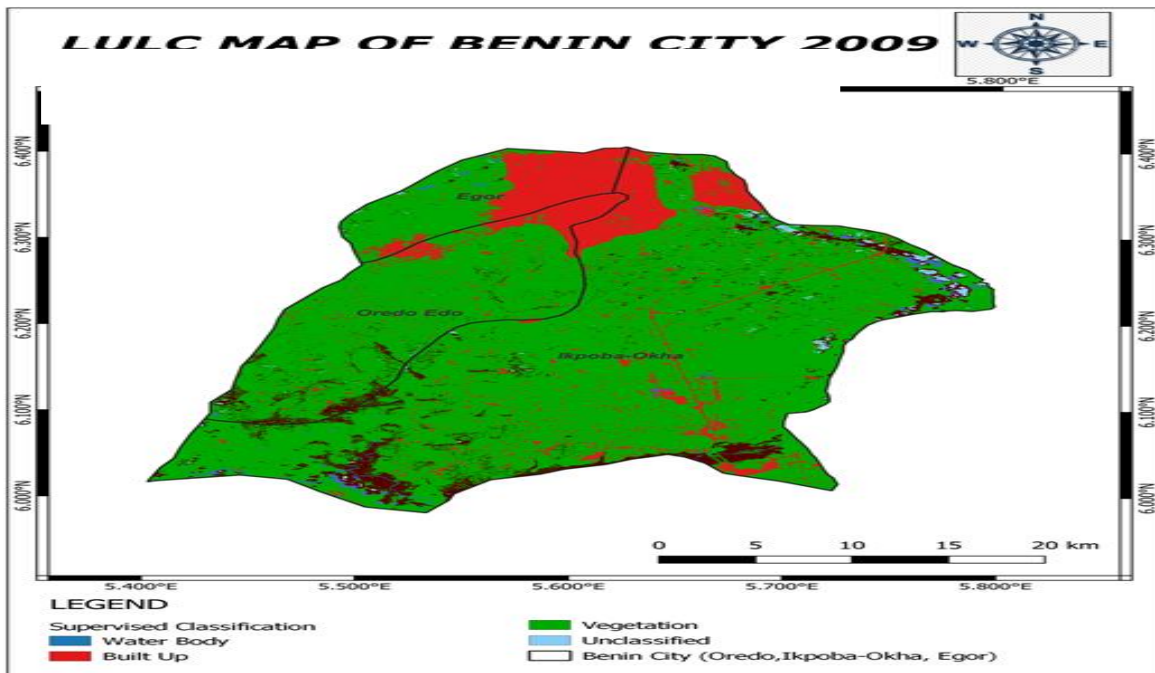 LULC MAP OF BENIN CITY 2009
N
W E
S
5.800°E
6.400°N 6.400°N
Egor
6.300°N 6.300°N
Oredo Edo
6.200°N 6.200°N
Ikpoba-Okha
6.100°N 6.100°N
6.000°N 6.000°N
0 5 10 15 20 km
5.400°E 5.500°E 5.600°E 5.700°E 5.800°E
LEGEND
Supervised Classification
Water Body
Built Up
Vegetation
Unclassified
Benin City (Oredo,Ikpoba-Okha, Egor)